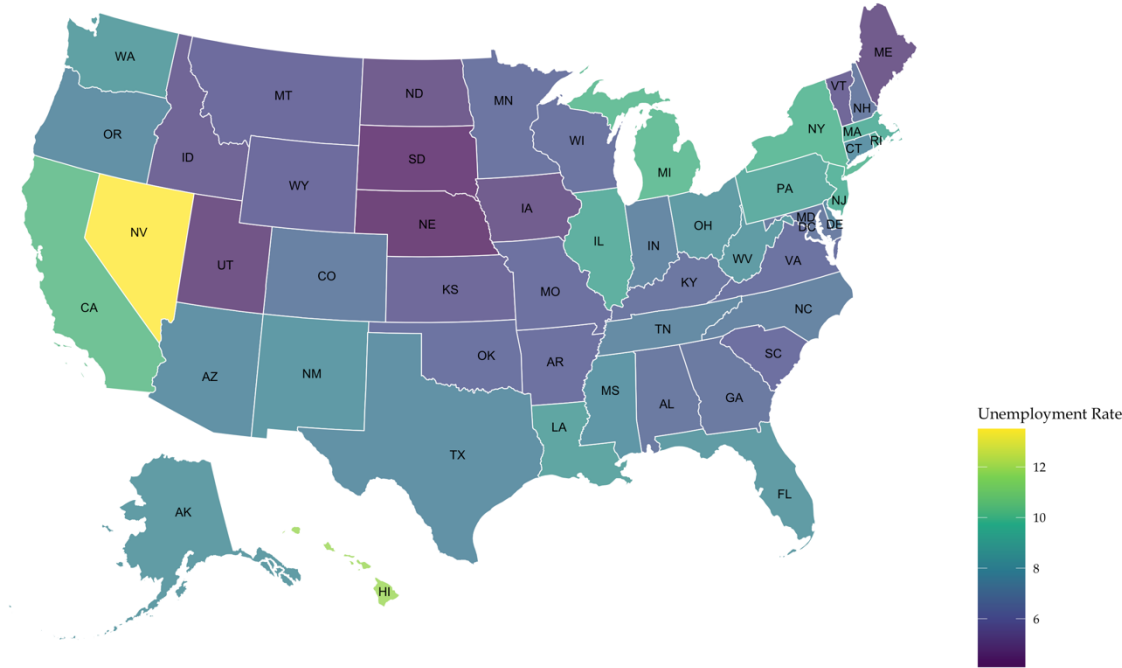 ME
WA
VT
ND
MT
MN
NH
NY
MA
OR
WI
RI
CT
ID
SD
MI
WY
PA
NJ
IA
MD
NE
OH
DE
DC
NV
IL
IN
WV
UT
VA
CO
KY
KS
MO
CA
NC
TN
SC
OK
AR
NM
AZ
MS
GA
AL
LA
TX
FL
AK
HI
Unemployment Rate
12
10
8
6